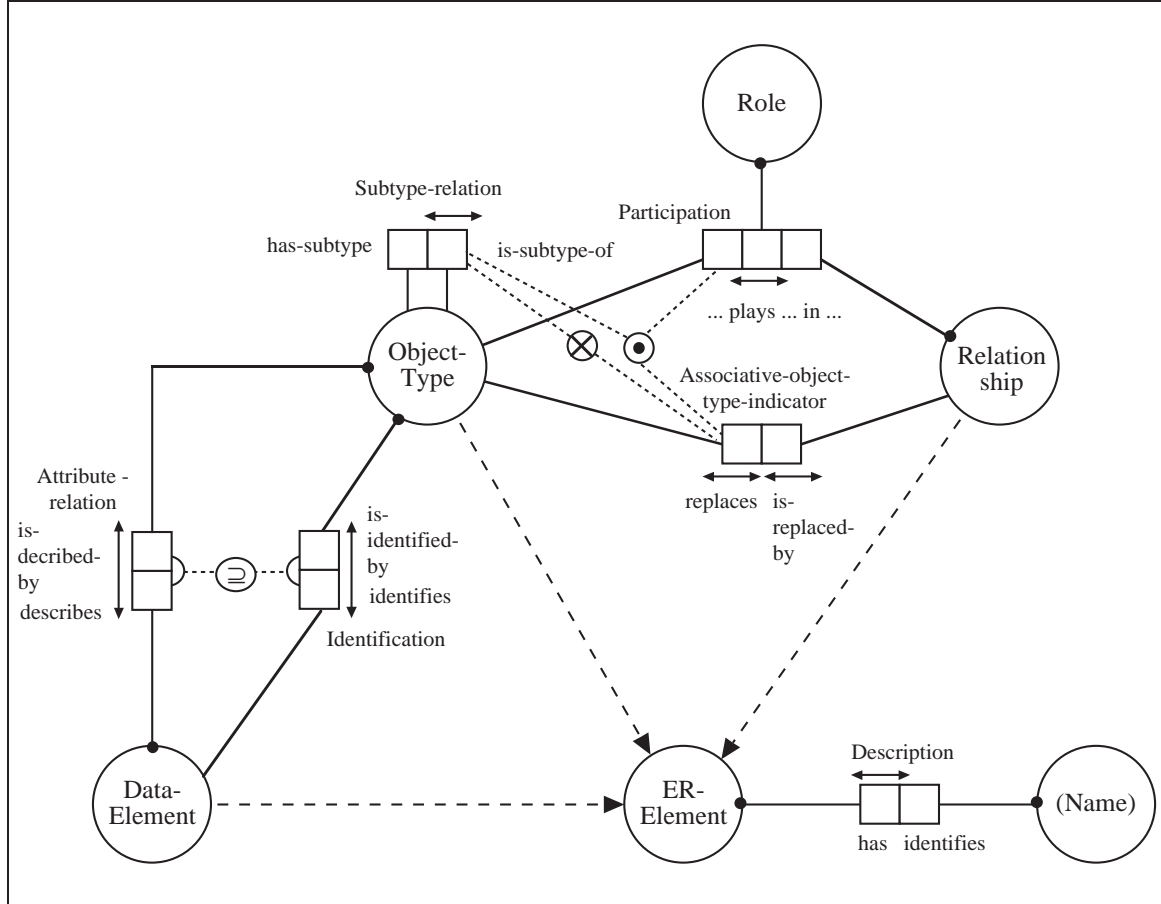 Role
Subtype-relation
Participation
has-subtype
is-subtype-of
... plays ... in ...
Object-
Type
Relation
ship
Associative-object-
type-indicator
Attribute -
relation
is-
decribed-
by
describes
is-
identified-
by
identifies
Identification
replaces
is-
replaced-
by
Data-
Element
ER-
Element
Description
has
identifies
(Name)